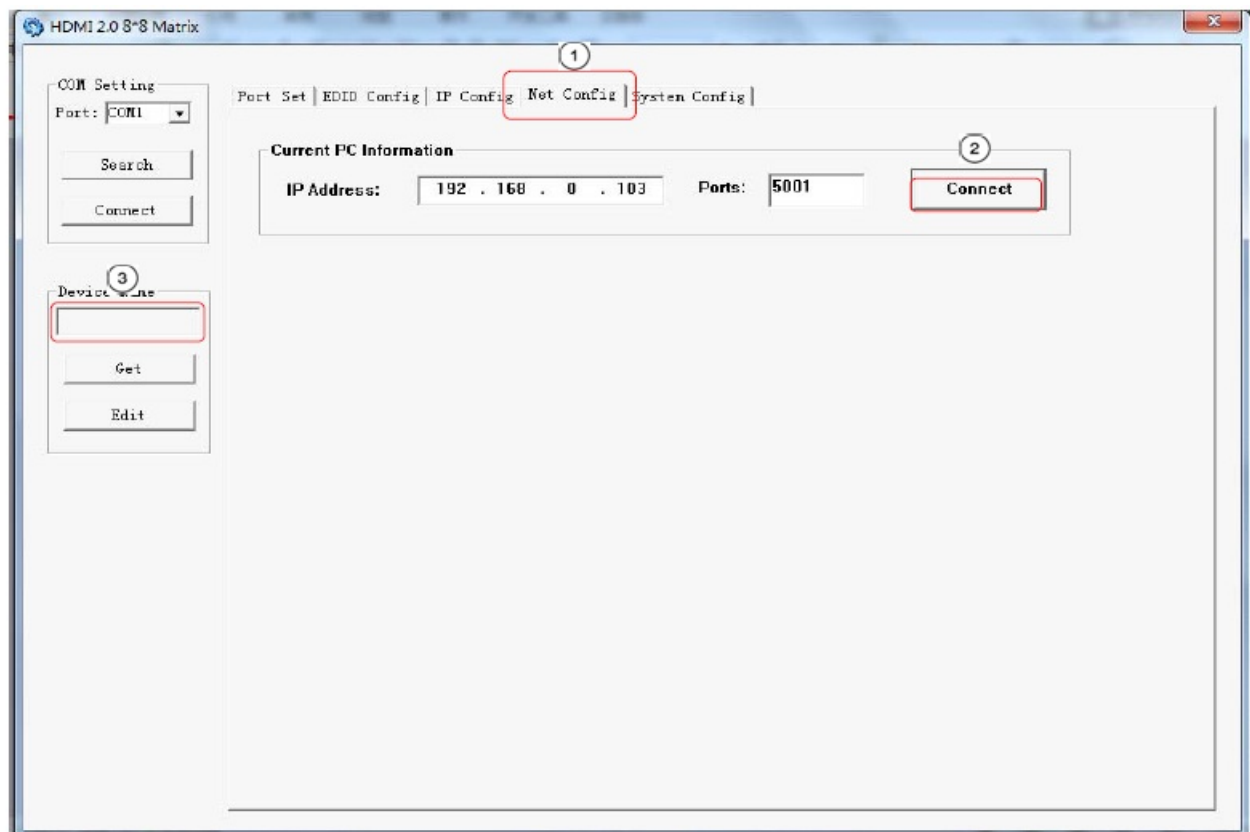 HDMI 2.0 8*8 Matrix
1
COM Setting
Port: COM1
Search
Connect
Port Set EDID Config IP Config Net Config System Config
Current PC Information
2
IP Address: 192 . 168 . 0 . 103 Ports: 5001 Connect
3
Device
Get
Edit